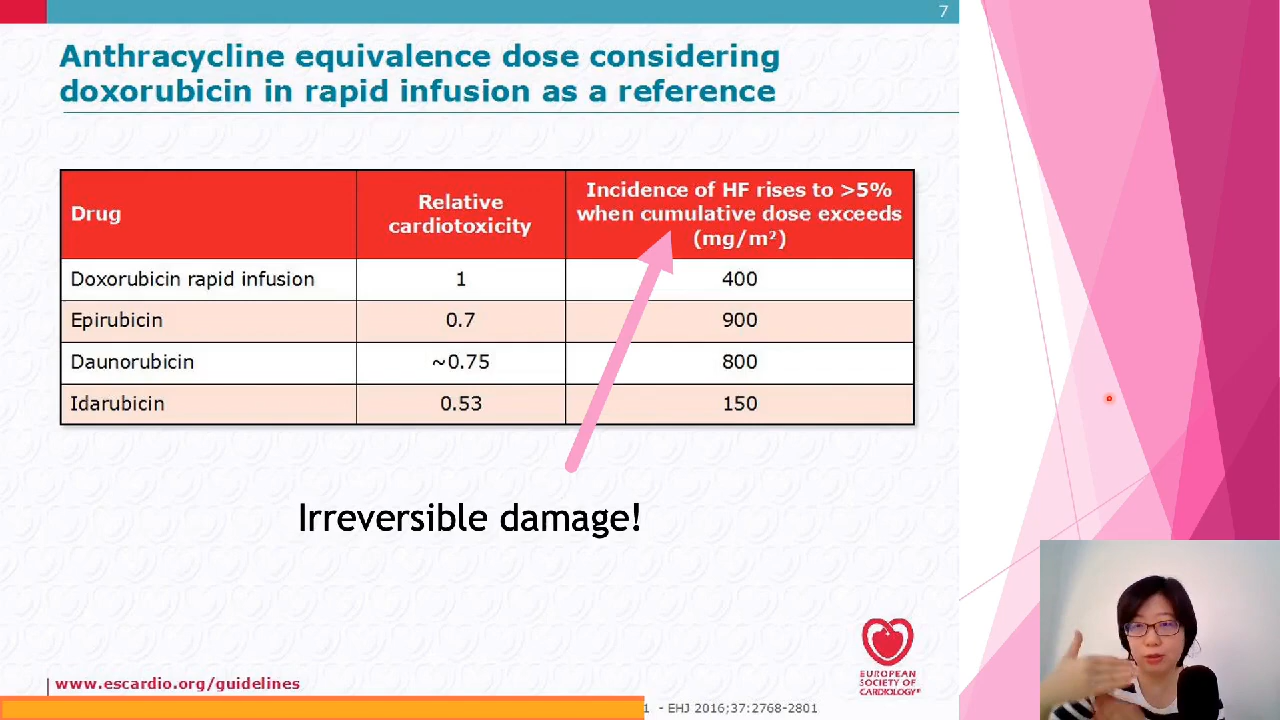 7
Anthracycline equivalence dose considering
doxorubicin in rapid infusion as a reference
Drug
Relative
cardiotoxicity
Incidence of HF rises to >5%
when cumulative dose exceeds
(mg/m²)
Doxorubicin rapid infusion 1 400
Epirubicin 0.7 900
Daunorubicin ~0.75 800
Idarubicin 0.53 150
Irreversible damage!
EUROPEAN
SOCIETY OF
CARDIOLOGY®
www.escardio.org/guidelines
1 - EHJ 2016;37:2768-2801